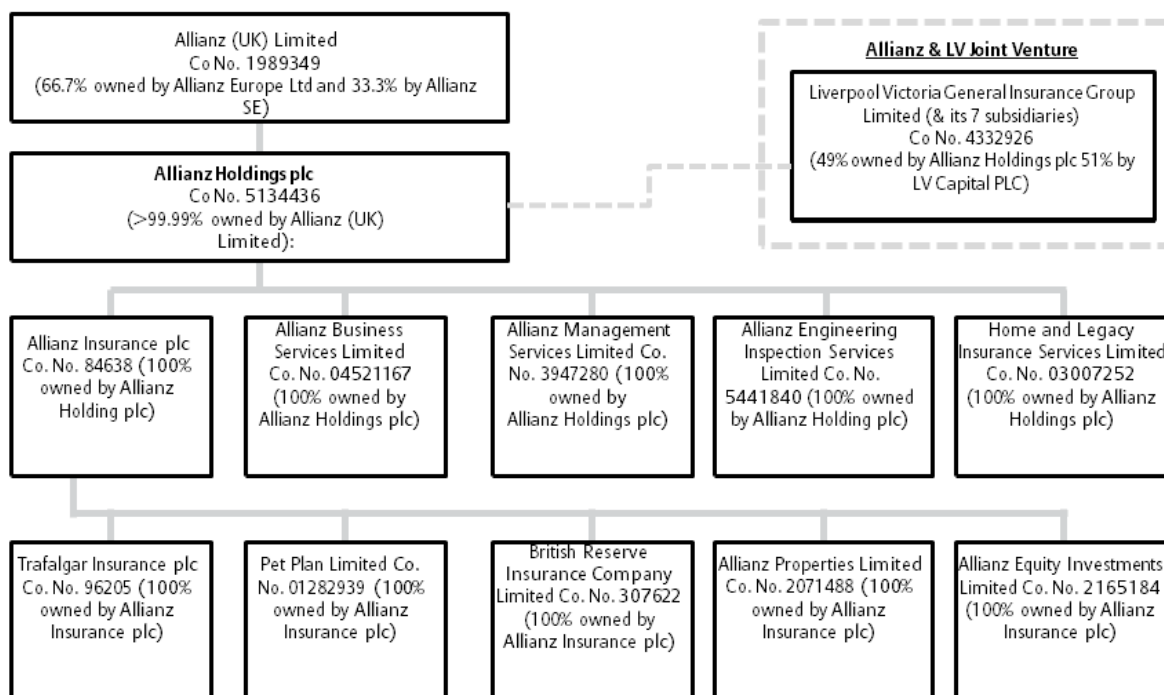 Allianz (UK) Limited
Co No. 1989349
(66.7% owned by Allianz Europe Ltd and 33.3% by Allianz
SE)
Allianz & LV Joint Venture
Liverpool Victoria General Insurance Group
Limited (& its 7 subsidiaries)
Co No. 4332926
(49% owned by Allianz Holdings plc 51% by
LV Capital PLC)
Allianz Holdings plc
Co No. 5134436
(>99.99% owned by Allianz (UK)
Limited):
Allianz Insurance plc
Co. No. 84638 (100%
owned by Allianz
Holding plc)
Allianz Business
Services Limited
Co. No. 04521167
(100% owned by
Allianz Holdings plc)
Allianz Management
Services Limited Co.
No. 3947280 (100%
owned by
Allianz Holdings plc)
Allianz Engineering
Inspection Services
Limited Co. No.
5441840 (100% owned
by Allianz Holding plc)
Home and Legacy
Insurance Services Limited
Co. No. 03007252
(100% owned by Allianz
Holdings plc)
Trafalgar Insurance plc
Co. No. 96205 (100%
owned by Allianz
Insurance plc)
Pet Plan Limited Co.
No. 01282939 (100%
owned by Allianz
Insurance plc)
British Reserve
Insurance Company
Limited Co. No. 307622
(100% owned by
Allianz Insurance plc)
Allianz Properties Limited
Co. No. 2071488 (100%
owned by Allianz
Insurance plc)
Allianz Equity Investments
Limited Co. No. 2165184
(100% owned by Allianz
Insurance plc)